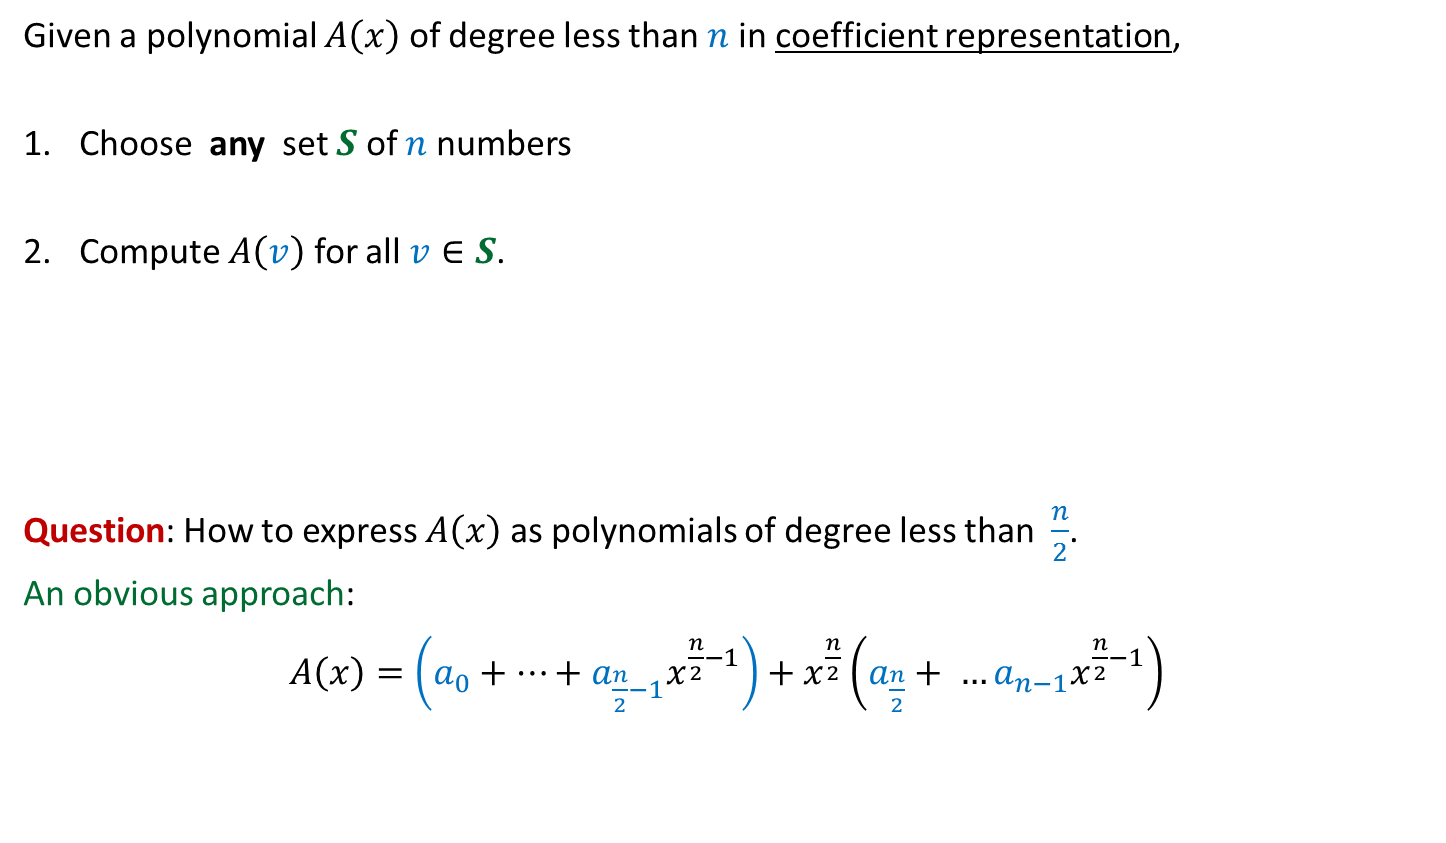 Given a polynomial A(x) of degree less than n in coefficient representation,
1. Choose any set S of n numbers
2. Compute A(v) for all v ∈ S.
Question: How to express A(x) as polynomials of degree less than n/2.
An obvious approach:
A(x) = (a_0 + ⋯ + a_{n/2−1} x^{n/2−1}) + x^{n/2} (a_{n/2} + … a_{n−1} x^{n/2−1})